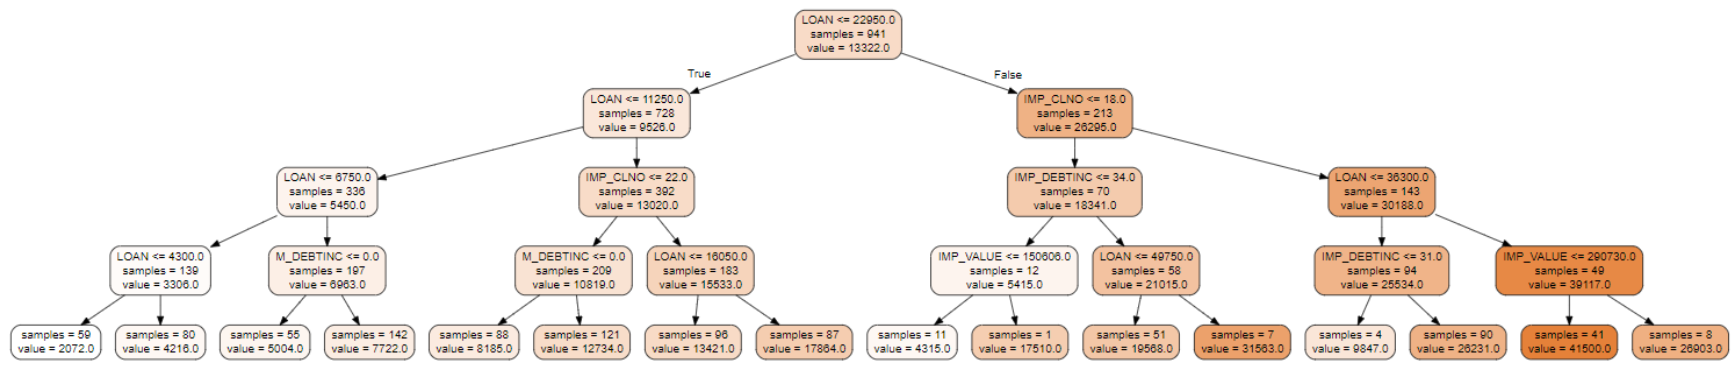 LOAN <= 22950.0
samples = 941
value = 13322.0
True
False
LOAN <= 11250.0
samples = 728
value = 9526.0
IMP_CLNO <= 18.0
samples = 213
value = 26295.0
LOAN <= 6750.0
samples = 336
value = 5450.0
IMP_CLNO <= 22.0
samples = 392
value = 13020.0
IMP_DEBTINC <= 34.0
samples = 70
value = 18341.0
LOAN <= 36300.0
samples = 143
value = 30188.0
LOAN <= 4300.0
samples = 139
value = 3306.0
M_DEBTINC <= 0.0
samples = 197
value = 6963.0
M_DEBTINC <= 0.0
samples = 209
value = 10819.0
LOAN <= 16050.0
samples = 183
value = 15533.0
IMP_VALUE <= 150606.0
samples = 12
value = 5415.0
LOAN <= 49750.0
samples = 58
value = 21015.0
IMP_DEBTINC <= 31.0
samples = 94
value = 25534.0
IMP_VALUE <= 290730.0
samples = 49
value = 39117.0
samples = 59
value = 2072.0
samples = 80
value = 4216.0
samples = 55
value = 5004.0
samples = 142
value = 7722.0
samples = 88
value = 8185.0
samples = 121
value = 12734.0
samples = 96
value = 13421.0
samples = 87
value = 17864.0
samples = 11
value = 4315.0
samples = 1
value = 17510.0
samples = 51
value = 19568.0
samples = 7
value = 31563.0
samples = 4
value = 9847.0
samples = 90
value = 26231.0
samples = 41
value = 41500.0
samples = 8
value = 26903.0